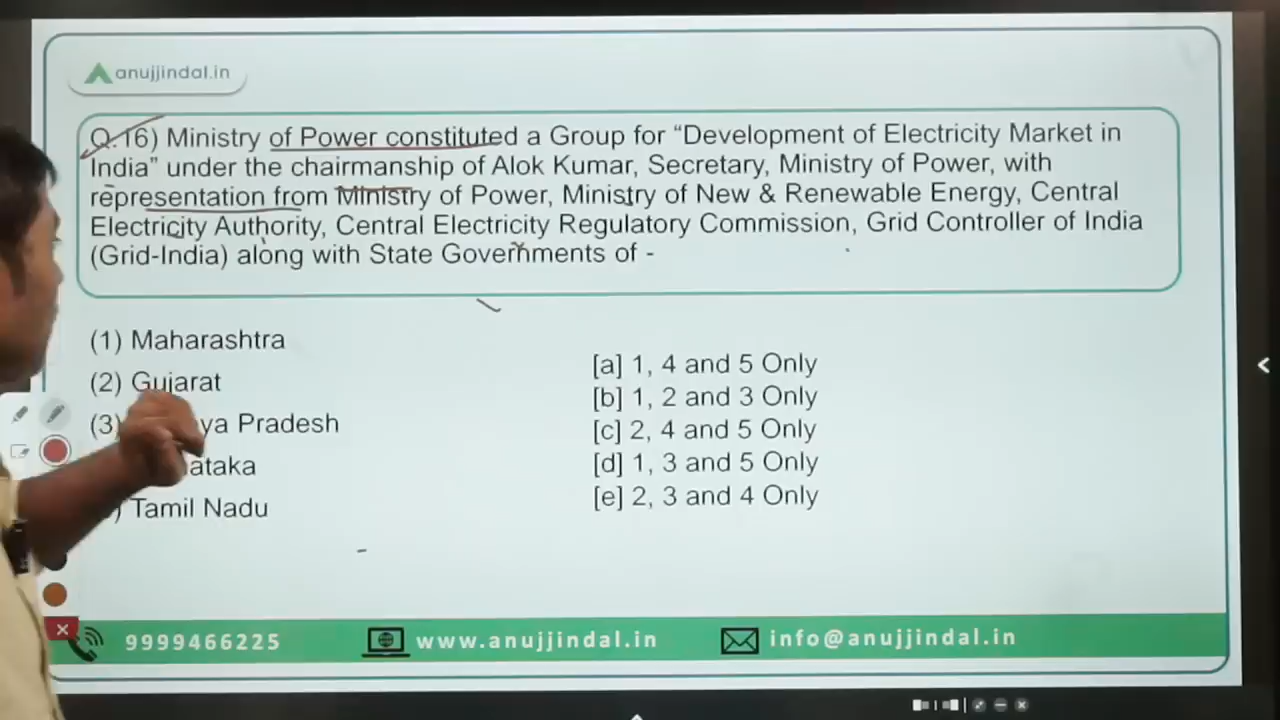 anujjindal.in
Q.16) Ministry of Power constituted a Group for “Development of Electricity Market in
India” under the chairmanship of Alok Kumar, Secretary, Ministry of Power, with
representation from Ministry of Power, Ministry of New & Renewable Energy, Central
Electricity Authority, Central Electricity Regulatory Commission, Grid Controller of India
(Grid-India) along with State Governments of -
(1) Maharashtra
(2) Gujarat
(3) Pradesh
Tamil Nadu
[a] 1, 4 and 5 Only
[b] 1, 2 and 3 Only
[c] 2, 4 and 5 Only
[d] 1, 3 and 5 Only
[e] 2, 3 and 4 Only
9999466225
www.anujjindal.in
info@anujjindal.in